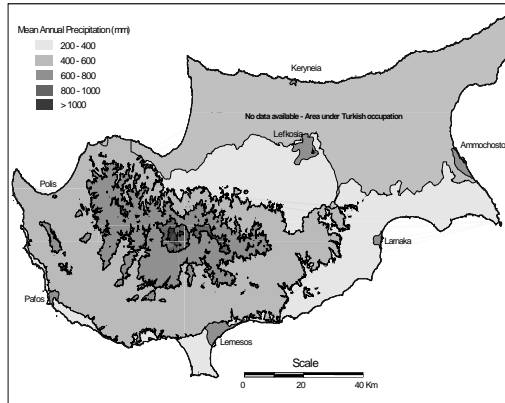 Mean Annual Precipitation (mm)
200 - 400
400 - 600
600 - 800
800 - 1000
> 1000
Keryneia
No data available - Area under Turkish occupation
Lefkosia
Ammochostos
Polis
Larnaka
Pafos
Lemesos
Scale
0 20 40 Km